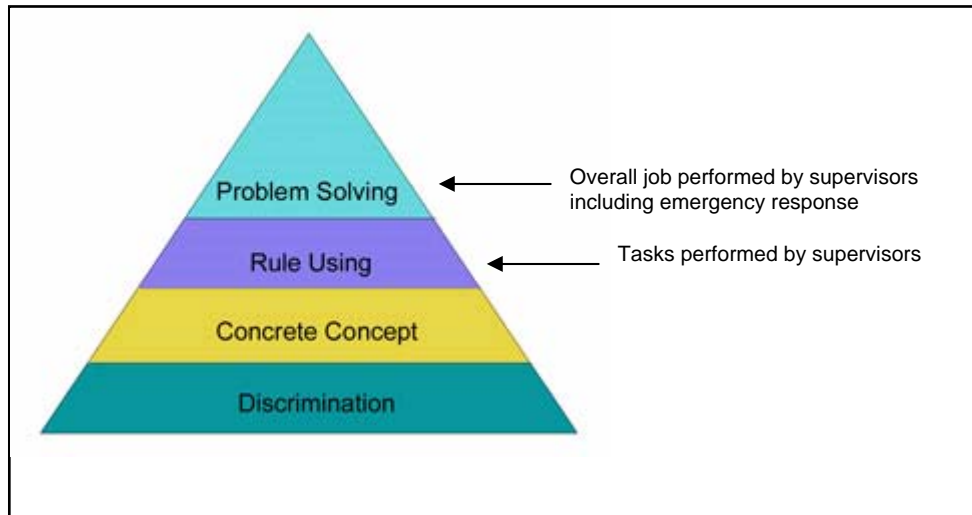 Problem Solving
Overall job performed by supervisors
including emergency response
Rule Using
Tasks performed by supervisors
Concrete Concept
Discrimination